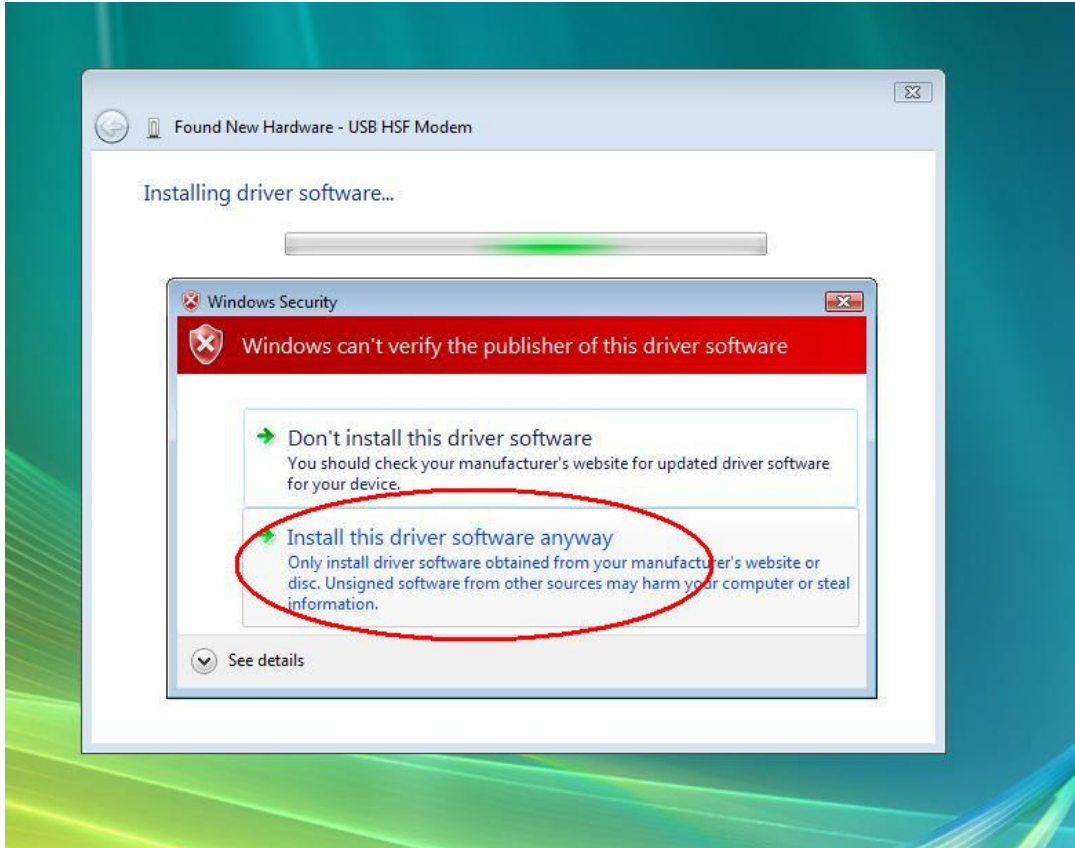 Found New Hardware - USB HSF Modem
Installing driver software...
Windows Security
Windows can't verify the publisher of this driver software
Don't install this driver software
You should check your manufacturer's website for updated driver software
for your device.
Install this driver software anyway
Only install driver software obtained from your manufacturer's website or
disc. Unsigned software from other sources may harm your computer or steal
information.
See details